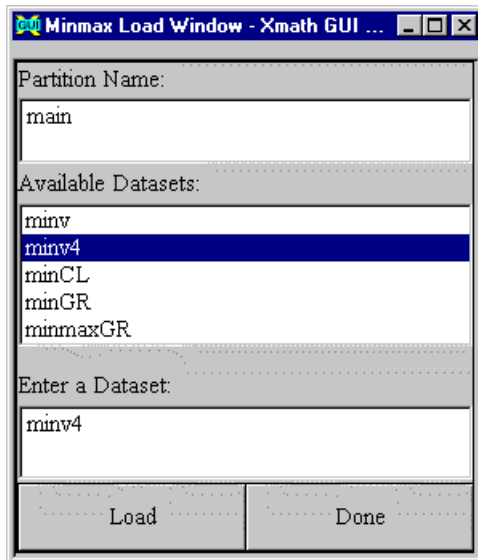 GUI Minmax Load Window - Xmath GUI ...
Partition Name:
main
Available Datasets:
minv
minv4
minCL
minGR
minmaxGR
Enter a Dataset:
minv4
Load Done